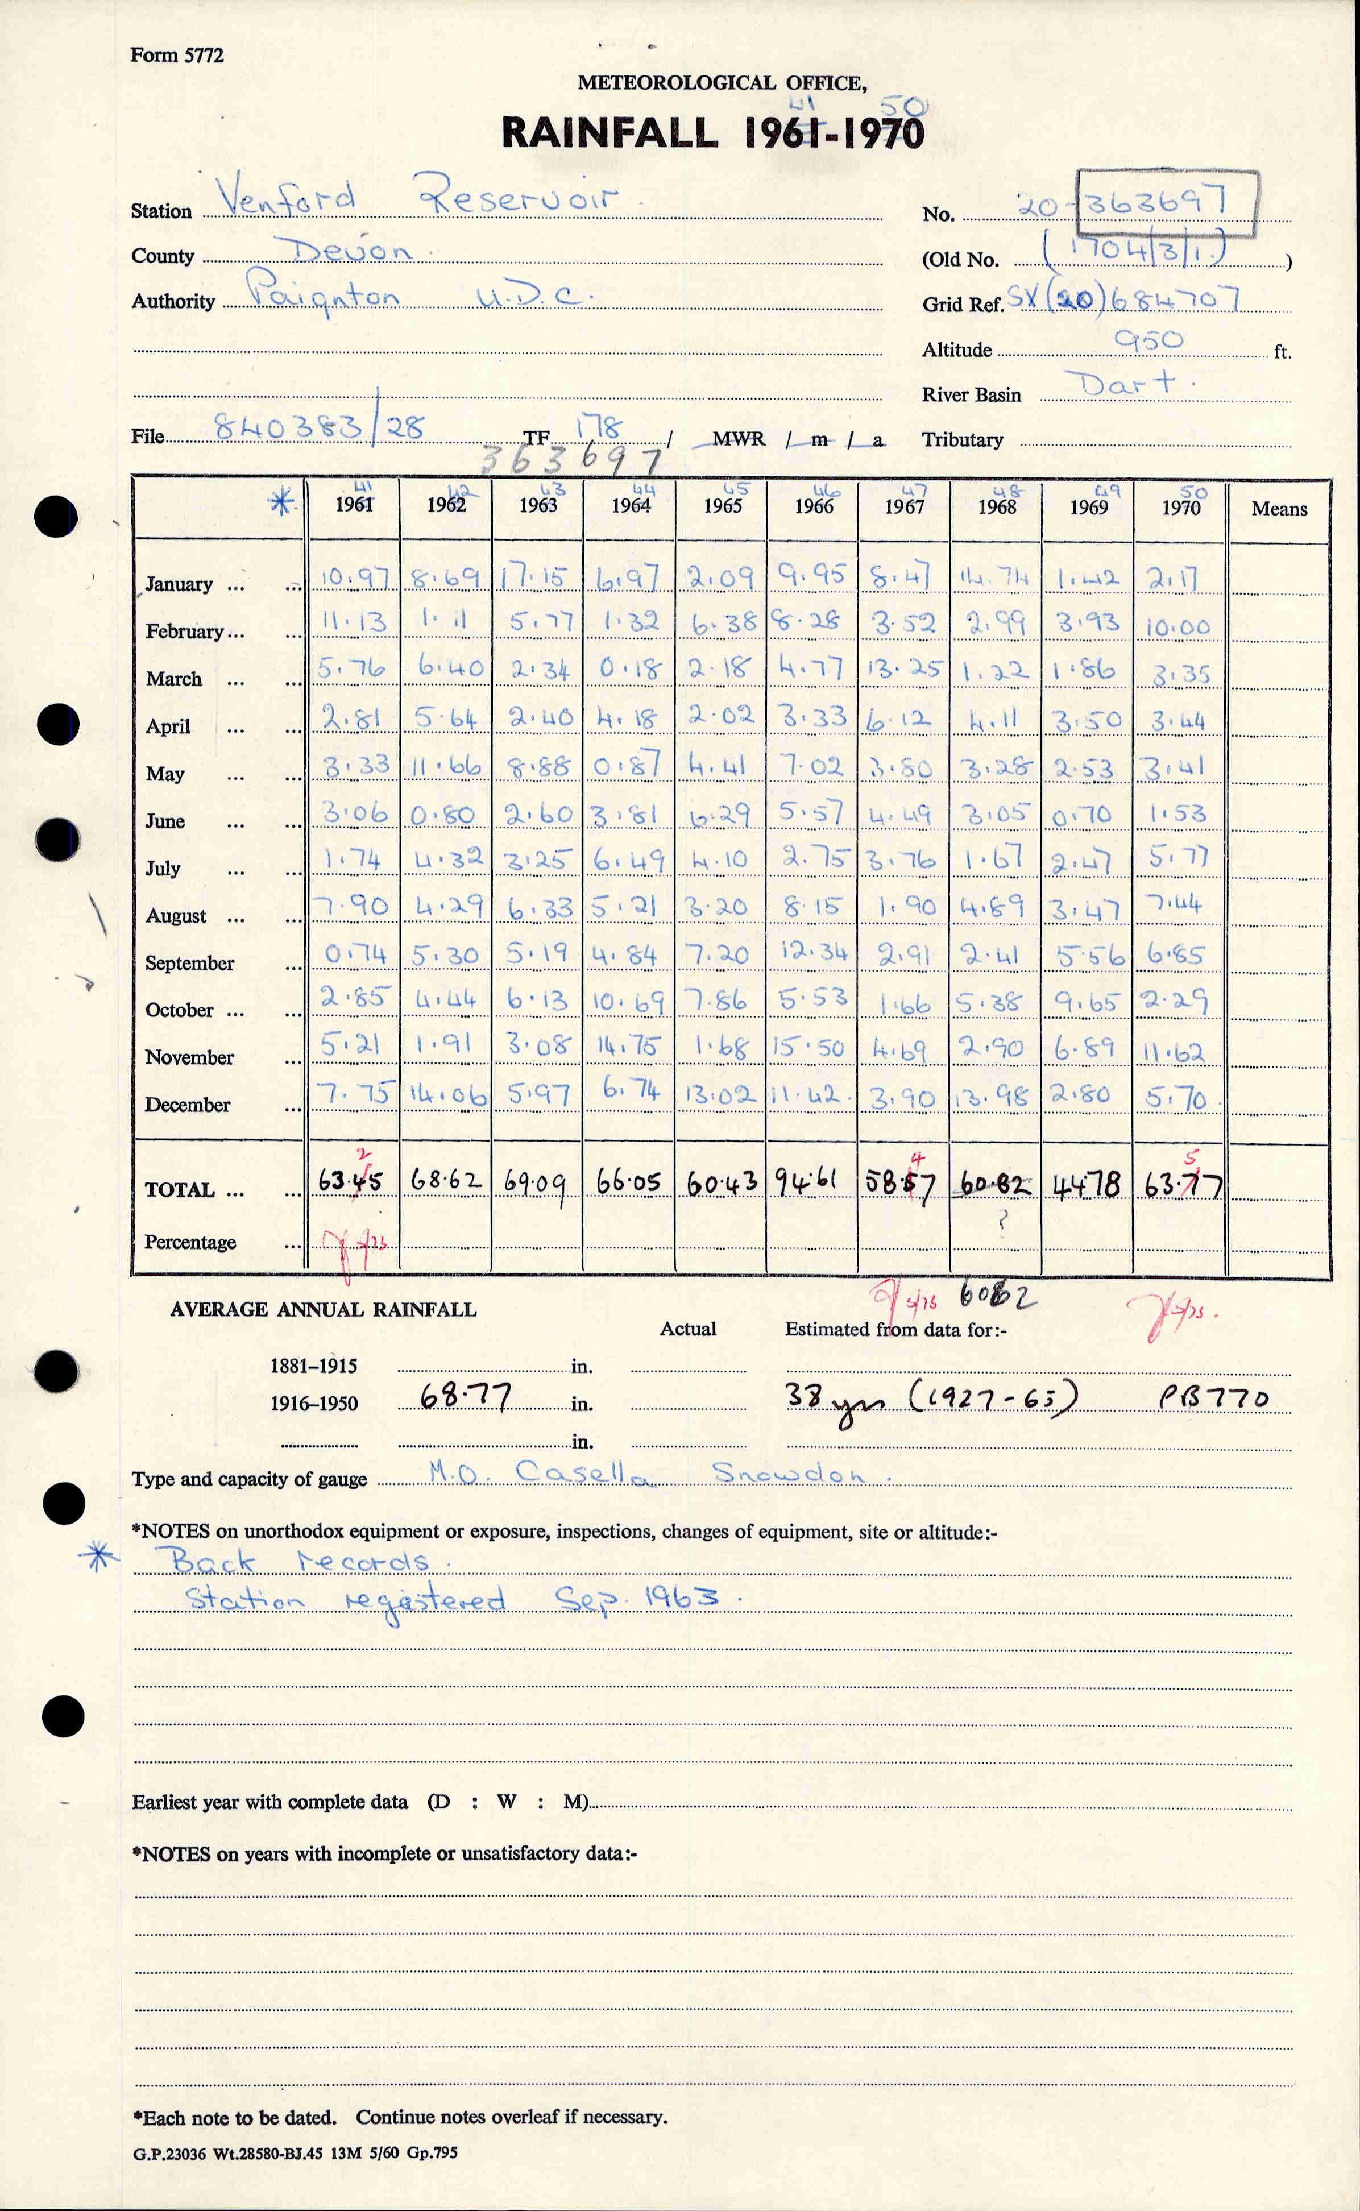 Form 5772
METEOROLOGICAL OFFICE,
41 50
RAINFALL 1961-1970
Station Venford Reservoir No. 20-363697
County Devon (Old No. (1704/3/1.) )
Authority Paignton U.D.C. Grid Ref. SX(20)684707
Altitude 950 ft.
River Basin Dart.
File 840383/28 TF 178 / MWR / m / a Tributary
363697
41 42 43 44 45 46 47 48 49 50
* 1961 1962 1963 1964 1965 1966 1967 1968 1969 1970 Means
January ... ... 10.97 8.69 17.15 6.97 2.09 9.95 8.47 14.74 1.42 2.17
February ... ... 11.13 1.11 5.77 1.32 6.38 8.28 3.52 2.99 3.93 10.00
March ... ... 5.76 6.40 2.34 0.18 2.18 4.77 13.25 1.22 1.86 3.35
April ... ... 2.81 5.64 2.40 4.18 2.02 3.33 6.12 4.11 3.50 3.44
May ... ... 3.33 11.66 8.88 0.87 4.41 7.02 3.80 3.28 2.53 3.41
June ... ... 3.06 0.80 2.60 3.81 6.29 5.57 4.49 3.05 0.70 1.53
July ... ... 1.74 4.32 3.25 6.49 4.10 2.75 3.76 1.67 2.47 5.77
August ... ... 7.90 4.29 6.33 5.21 3.20 8.15 1.90 4.89 3.47 7.44
September ... 0.74 5.30 5.19 4.84 7.20 12.34 2.91 2.41 5.56 6.85
October ... ... 2.85 4.44 6.13 10.69 7.86 5.53 1.66 5.38 9.65 2.29
November ... 5.21 1.91 3.08 14.75 1.68 15.50 4.69 2.90 6.89 11.62
December ... 7.75 14.06 5.97 6.74 13.02 11.42 3.90 13.98 2.80 5.70
2 4 5
TOTAL ... ... 63.45 68.62 69.09 66.05 60.43 94.61 58.57 60.82 44.78 63.77
?
Percentage ...
5/75 6062
AVERAGE ANNUAL RAINFALL
Actual Estimated from data for:-
1881-1915 in.
1916-1950 68.77 in. 38 yrs (1927-65) PB770
in.
Type and capacity of gauge M.O. Casella Snowdon.
*NOTES on unorthodox equipment or exposure, inspections, changes of equipment, site or altitude:-
* Back records.
Station registered Sep. 1963.
Earliest year with complete data (D : W : M)
*NOTES on years with incomplete or unsatisfactory data:-
*Each note to be dated. Continue notes overleaf if necessary.
G.P.23036 Wt.28580-BJ.45 13M 5/60 Gp.795